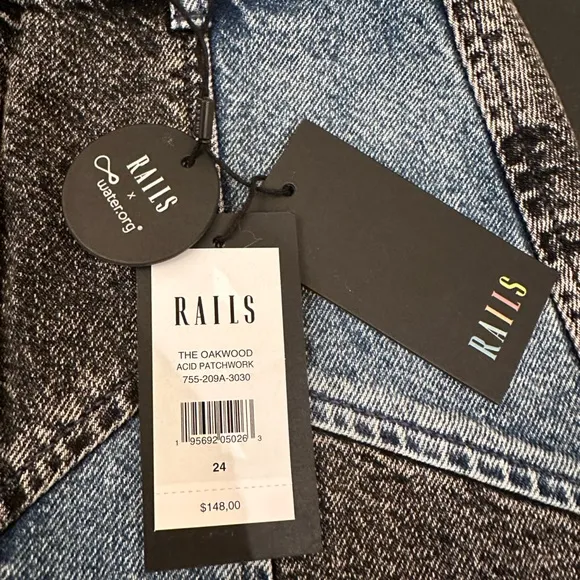 RAILS
x
water.org®
RAILS
RAILS
THE OAKWOOD
ACID PATCHWORK
755-209A-3030
1 95692 05026 3
24
$148,00